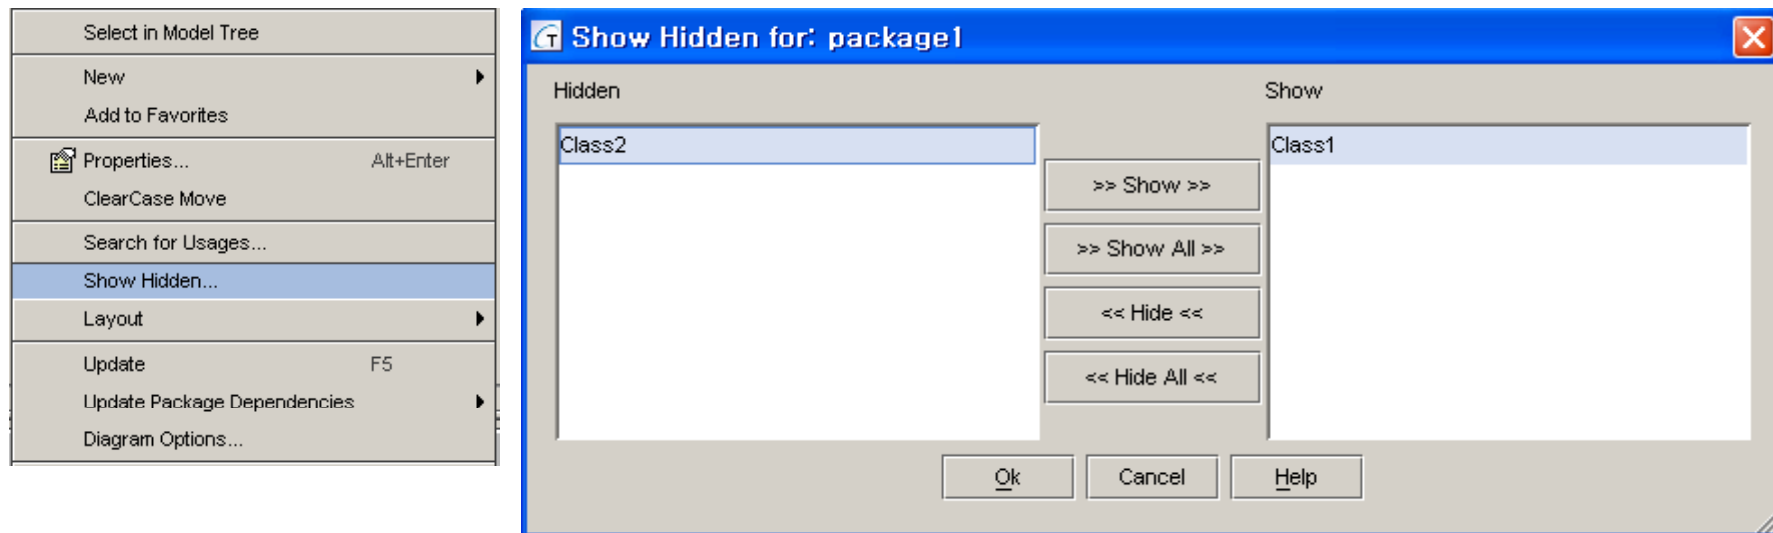 Select in Model Tree
New
Add to Favorites
Properties... Alt+Enter
ClearCase Move
Search for Usages...
Show Hidden...
Layout
Update F5
Update Package Dependencies
Diagram Options...
Show Hidden for: package1
Hidden Show
Class2 Class1
>> Show >>
>> Show All >>
<< Hide <<
<< Hide All <<
Ok Cancel Help